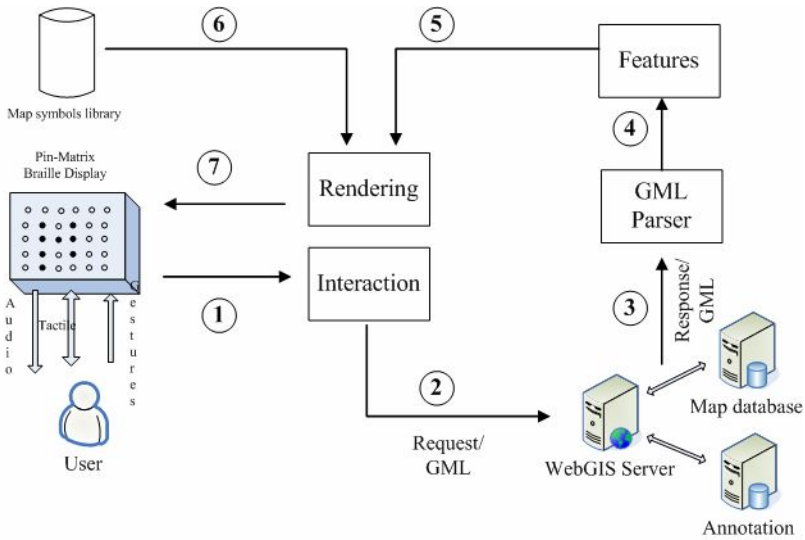 6
5
Features
Map symbols library
4
Pin-Matrix
Braille Display
7
Rendering
GML
Parser
Interaction
1
3
Response/
GML
Audio
Tactile
Gestures
2
Map database
Request/
GML
WebGIS Server
User
Annotation